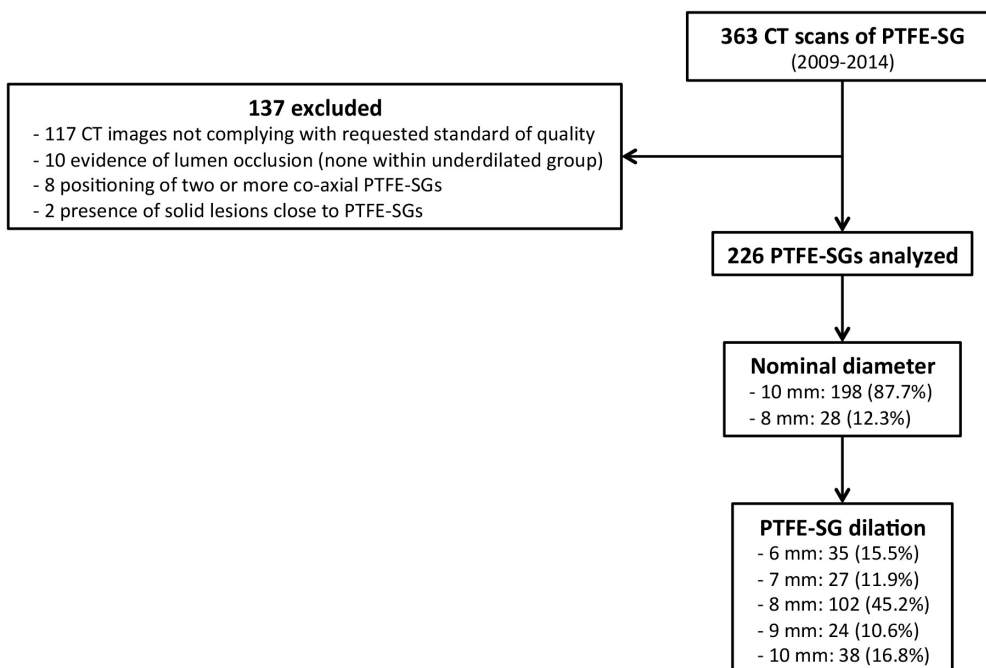 363 CT scans of PTFE-SG
(2009-2014)
137 excluded
- 117 CT images not complying with requested standard of quality
- 10 evidence of lumen occlusion (none within underdilated group)
- 8 positioning of two or more co-axial PTFE-SGs
- 2 presence of solid lesions close to PTFE-SGs
226 PTFE-SGs analyzed
Nominal diameter
- 10 mm: 198 (87.7%)
- 8 mm: 28 (12.3%)
PTFE-SG dilation
- 6 mm: 35 (15.5%)
- 7 mm: 27 (11.9%)
- 8 mm: 102 (45.2%)
- 9 mm: 24 (10.6%)
- 10 mm: 38 (16.8%)